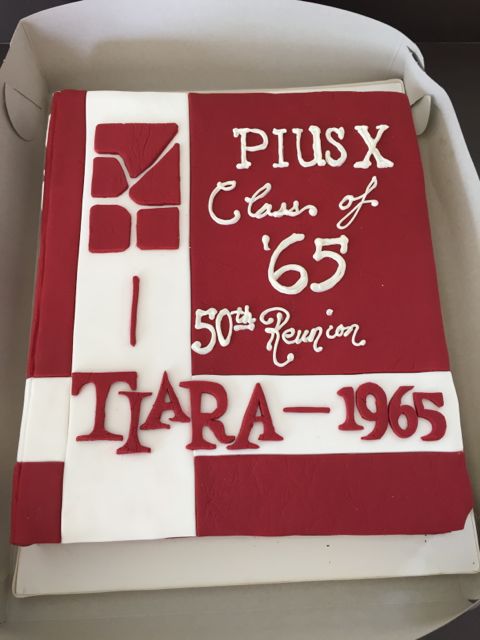 PIUS X
Class of
'65
50th Reunion
TIARA — 1965